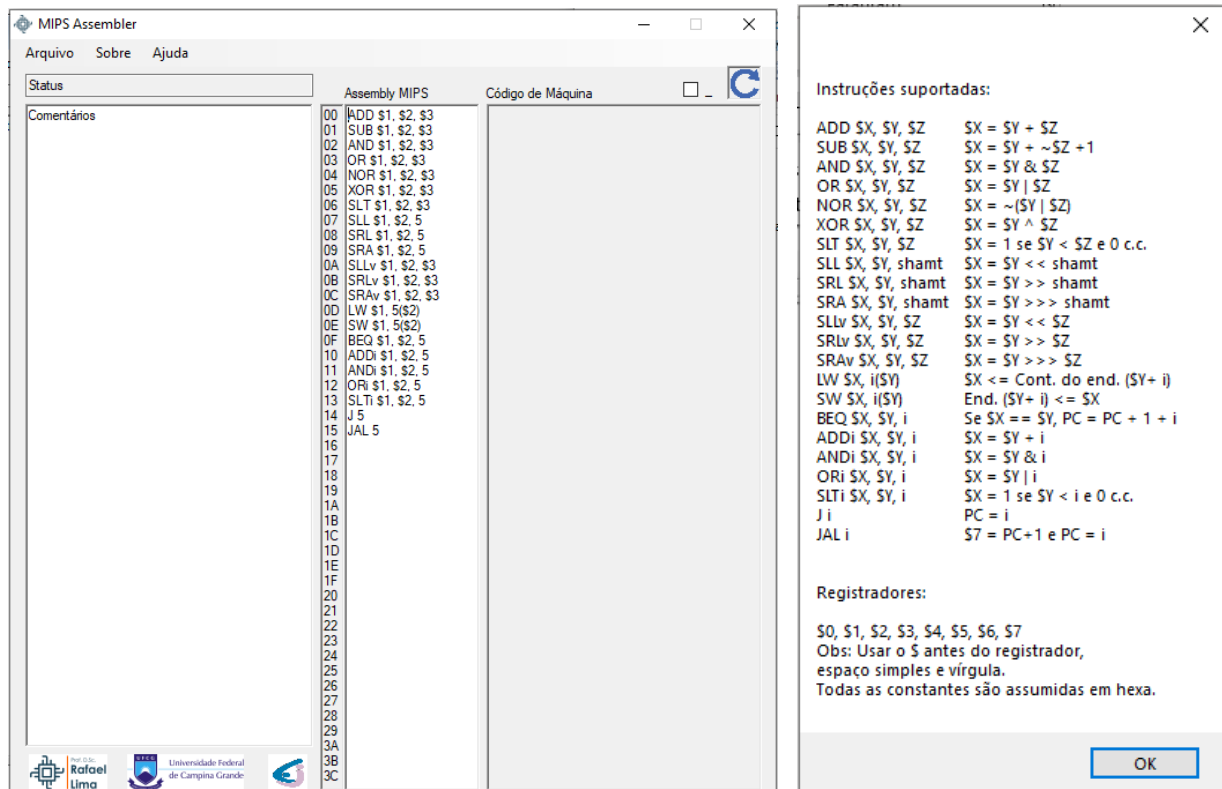 MIPS Assembler
Arquivo Sobre Ajuda
Status
Assembly MIPS
Código de Máquina
_
Comentários
00 ADD $1, $2, $3
01 SUB $1, $2, $3
02 AND $1, $2, $3
03 OR $1, $2, $3
04 NOR $1, $2, $3
05 XOR $1, $2, $3
06 SLT $1, $2, $3
07 SLL $1, $2, 5
08 SRL $1, $2, 5
09 SRA $1, $2, 5
0A SLLv $1, $2, $3
0B SRLv $1, $2, $3
0C SRAv $1, $2, $3
0D LW $1, 5($2)
0E SW $1, 5($2)
0F BEQ $1, $2, 5
10 ADDi $1, $2, 5
11 ANDi $1, $2, 5
12 ORi $1, $2, 5
13 SLTi $1, $2, 5
14 J 5
15 JAL 5
16
17
18
19
1A
1B
1C
1D
1E
1F
20
21
22
23
24
25
26
27
28
29
3A
3B
3C
Prof. D.Sc.
Rafael
Lima
UFCG
Universidade Federal
de Campina Grande
Instruções suportadas:
ADD $X, $Y, $Z $X = $Y + $Z
SUB $X, $Y, $Z $X = $Y + ~$Z +1
AND $X, $Y, $Z $X = $Y & $Z
OR $X, $Y, $Z $X = $Y | $Z
NOR $X, $Y, $Z $X = ~($Y | $Z)
XOR $X, $Y, $Z $X = $Y ^ $Z
SLT $X, $Y, $Z $X = 1 se $Y < $Z e 0 c.c.
SLL $X, $Y, shamt $X = $Y << shamt
SRL $X, $Y, shamt $X = $Y >> shamt
SRA $X, $Y, shamt $X = $Y >>> shamt
SLLv $X, $Y, $Z $X = $Y << $Z
SRLv $X, $Y, $Z $X = $Y >> $Z
SRAv $X, $Y, $Z $X = $Y >>> $Z
LW $X, i($Y) $X <= Cont. do end. ($Y+ i)
SW $X, i($Y) End. ($Y+ i) <= $X
BEQ $X, $Y, i Se $X == $Y, PC = PC + 1 + i
ADDi $X, $Y, i $X = $Y + i
ANDi $X, $Y, i $X = $Y & i
ORi $X, $Y, i $X = $Y | i
SLTi $X, $Y, i $X = 1 se $Y < i e 0 c.c.
J i PC = i
JAL i $7 = PC+1 e PC = i
Registradores:
$0, $1, $2, $3, $4, $5, $6, $7
Obs: Usar o $ antes do registrador,
espaço simples e vírgula.
Todas as constantes são assumidas em hexa.
OK